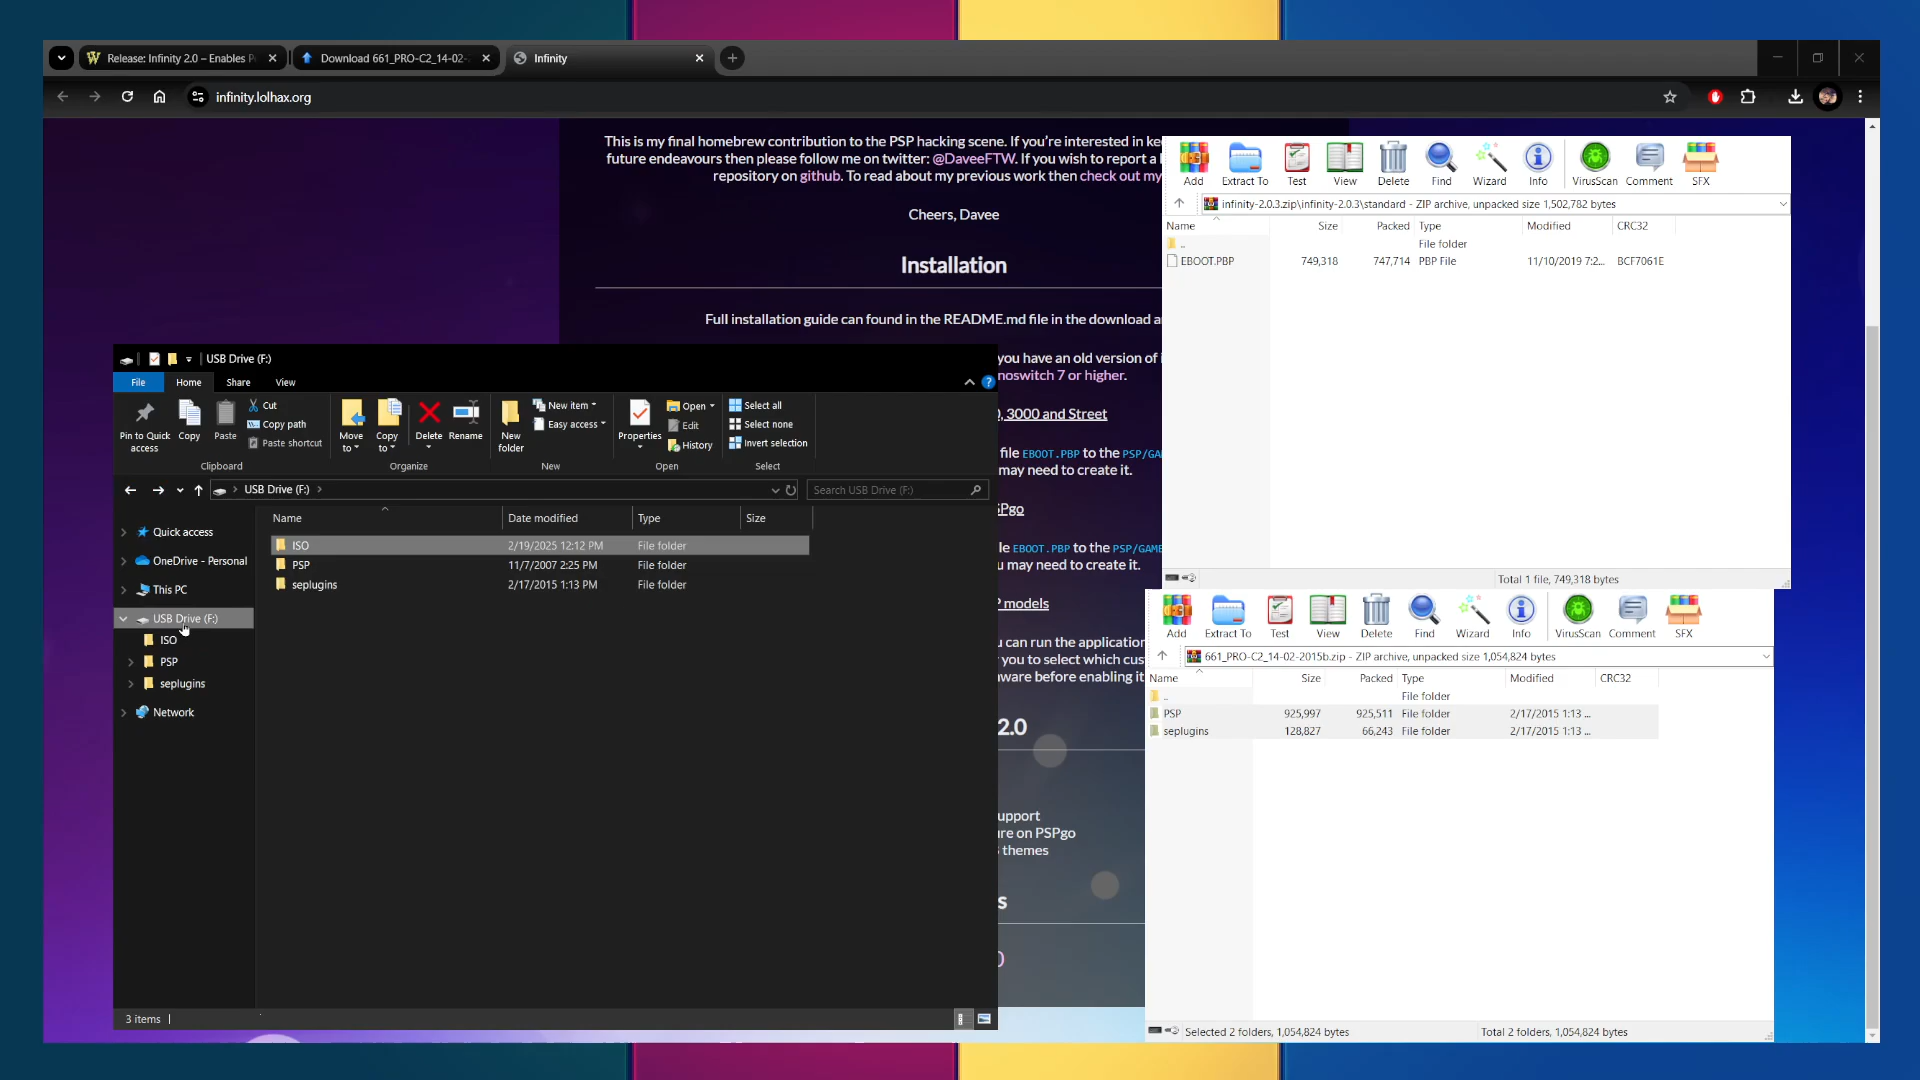 Release: Infinity 2.0 – Enables P
Download 661_PRO-C2_14-02-
Infinity
infinity.lolhax.org
This is my final homebrew contribution to the PSP hacking scene. If you're interested in ke
future endeavours then please follow me on twitter: @DaveeFTW. If you wish to report a
repository on github. To read about my previous work then check out my
Cheers, Davee
Installation
Full installation guide can found in the README.md file in the download a
you have an old version of i
noswitch 7 or higher.
, 3000 and Street
file EBOOT.PBP to the PSP/GA
may need to create it.
SPgo
le EBOOT.PBP to the PSP/GAME
u may need to create it.
P models
u can run the application
you to select which cust
ware before enabling it
2.0
upport
ure on PSPgo
themes
s
USB Drive (F:)
File
Home
Share
View
Pin to Quick access
Copy
Paste
Cut
Copy path
Paste shortcut
Clipboard
Move to
Copy to
Delete
Rename
Organize
New folder
New item
Easy access
New
Properties
Open
Edit
History
Open
Select all
Select none
Invert selection
Select
USB Drive (F:)
Search USB Drive (F:)
Name
Date modified
Type
Size
ISO 2/19/2025 12:12 PM File folder
PSP 11/7/2007 2:25 PM File folder
seplugins 2/17/2015 1:13 PM File folder
Quick access
OneDrive - Personal
This PC
USB Drive (F:)
ISO
PSP
seplugins
Network
3 items
Add
Extract To
Test
View
Delete
Find
Wizard
Info
VirusScan
Comment
SFX
infinity-2.0.3.zip\infinity-2.0.3\standard - ZIP archive, unpacked size 1,502,782 bytes
Name Size Packed Type Modified CRC32
.. File folder
EBOOT.PBP 749,318 747,714 PBP File 11/10/2019 7:2... BCF7061E
Total 1 file, 749,318 bytes
Add
Extract To
Test
View
Delete
Find
Wizard
Info
VirusScan
Comment
SFX
661_PRO-C2_14-02-2015b.zip - ZIP archive, unpacked size 1,054,824 bytes
Name Size Packed Type Modified CRC32
.. File folder
PSP 925,997 925,511 File folder 2/17/2015 1:13 ...
seplugins 128,827 66,243 File folder 2/17/2015 1:13 ...
Selected 2 folders, 1,054,824 bytes
Total 2 folders, 1,054,824 bytes